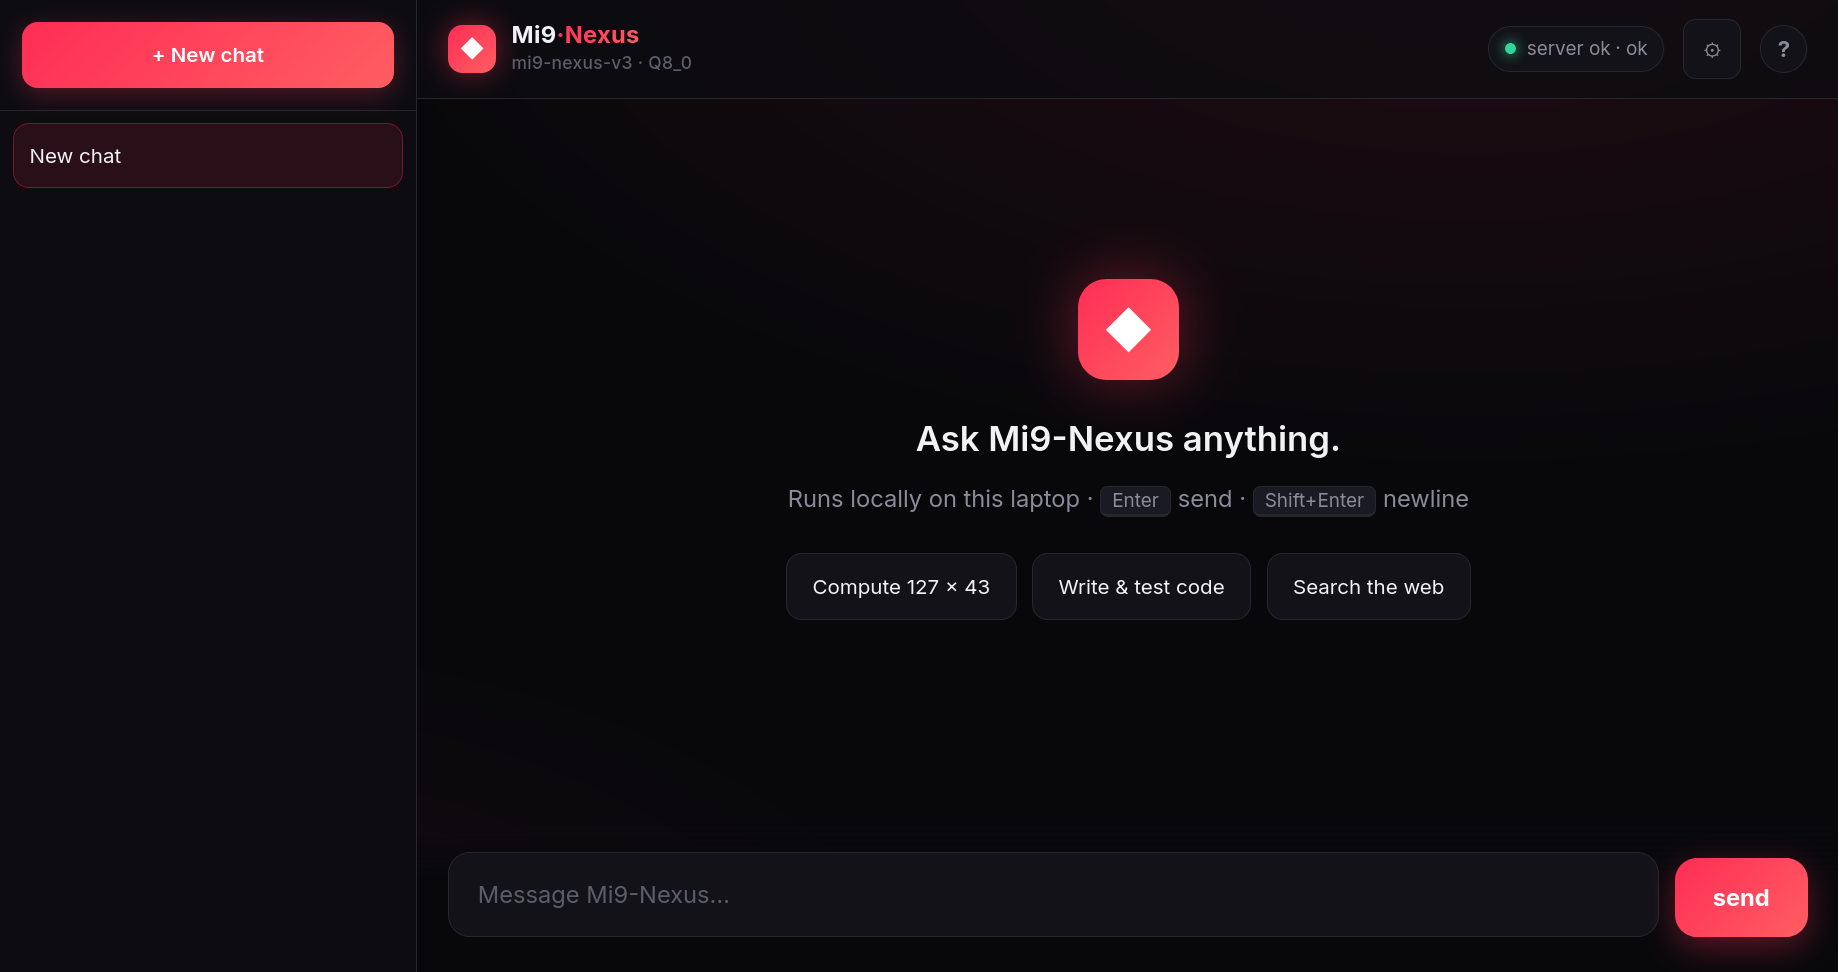 + New chat
New chat
Mi9·Nexus
mi9-nexus-v3 · Q8_0
server ok · ok
?
Ask Mi9-Nexus anything.
Runs locally on this laptop · Enter send · Shift+Enter newline
Compute 127 × 43
Write & test code
Search the web
Message Mi9-Nexus...
send